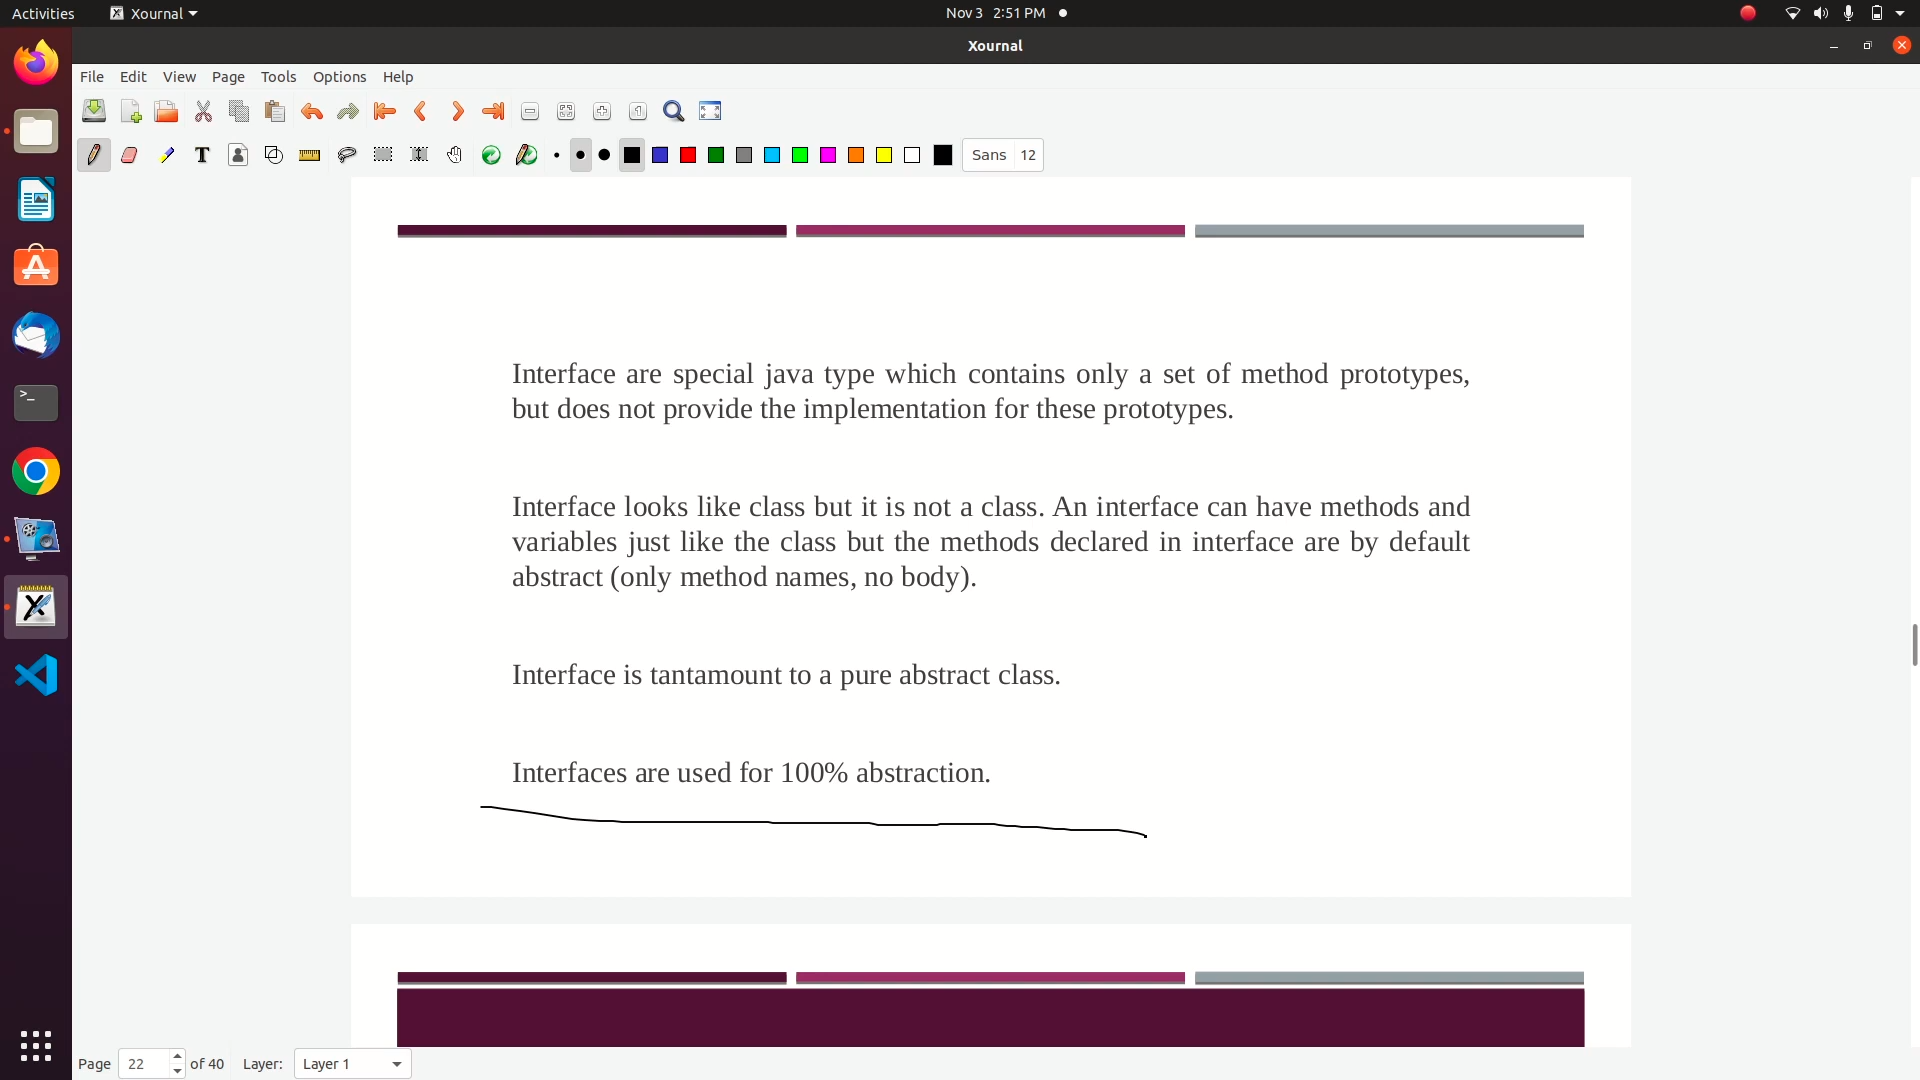 Activities Xournal Nov 3 2:51 PM
Xournal
File Edit View Page Tools Options Help
Sans 12
Interface are special java type which contains only a set of method prototypes,
but does not provide the implementation for these prototypes.
Interface looks like class but it is not a class. An interface can have methods and
variables just like the class but the methods declared in interface are by default
abstract (only method names, no body).
Interface is tantamount to a pure abstract class.
Interfaces are used for 100% abstraction.
Page 22 of 40 Layer: Layer 1